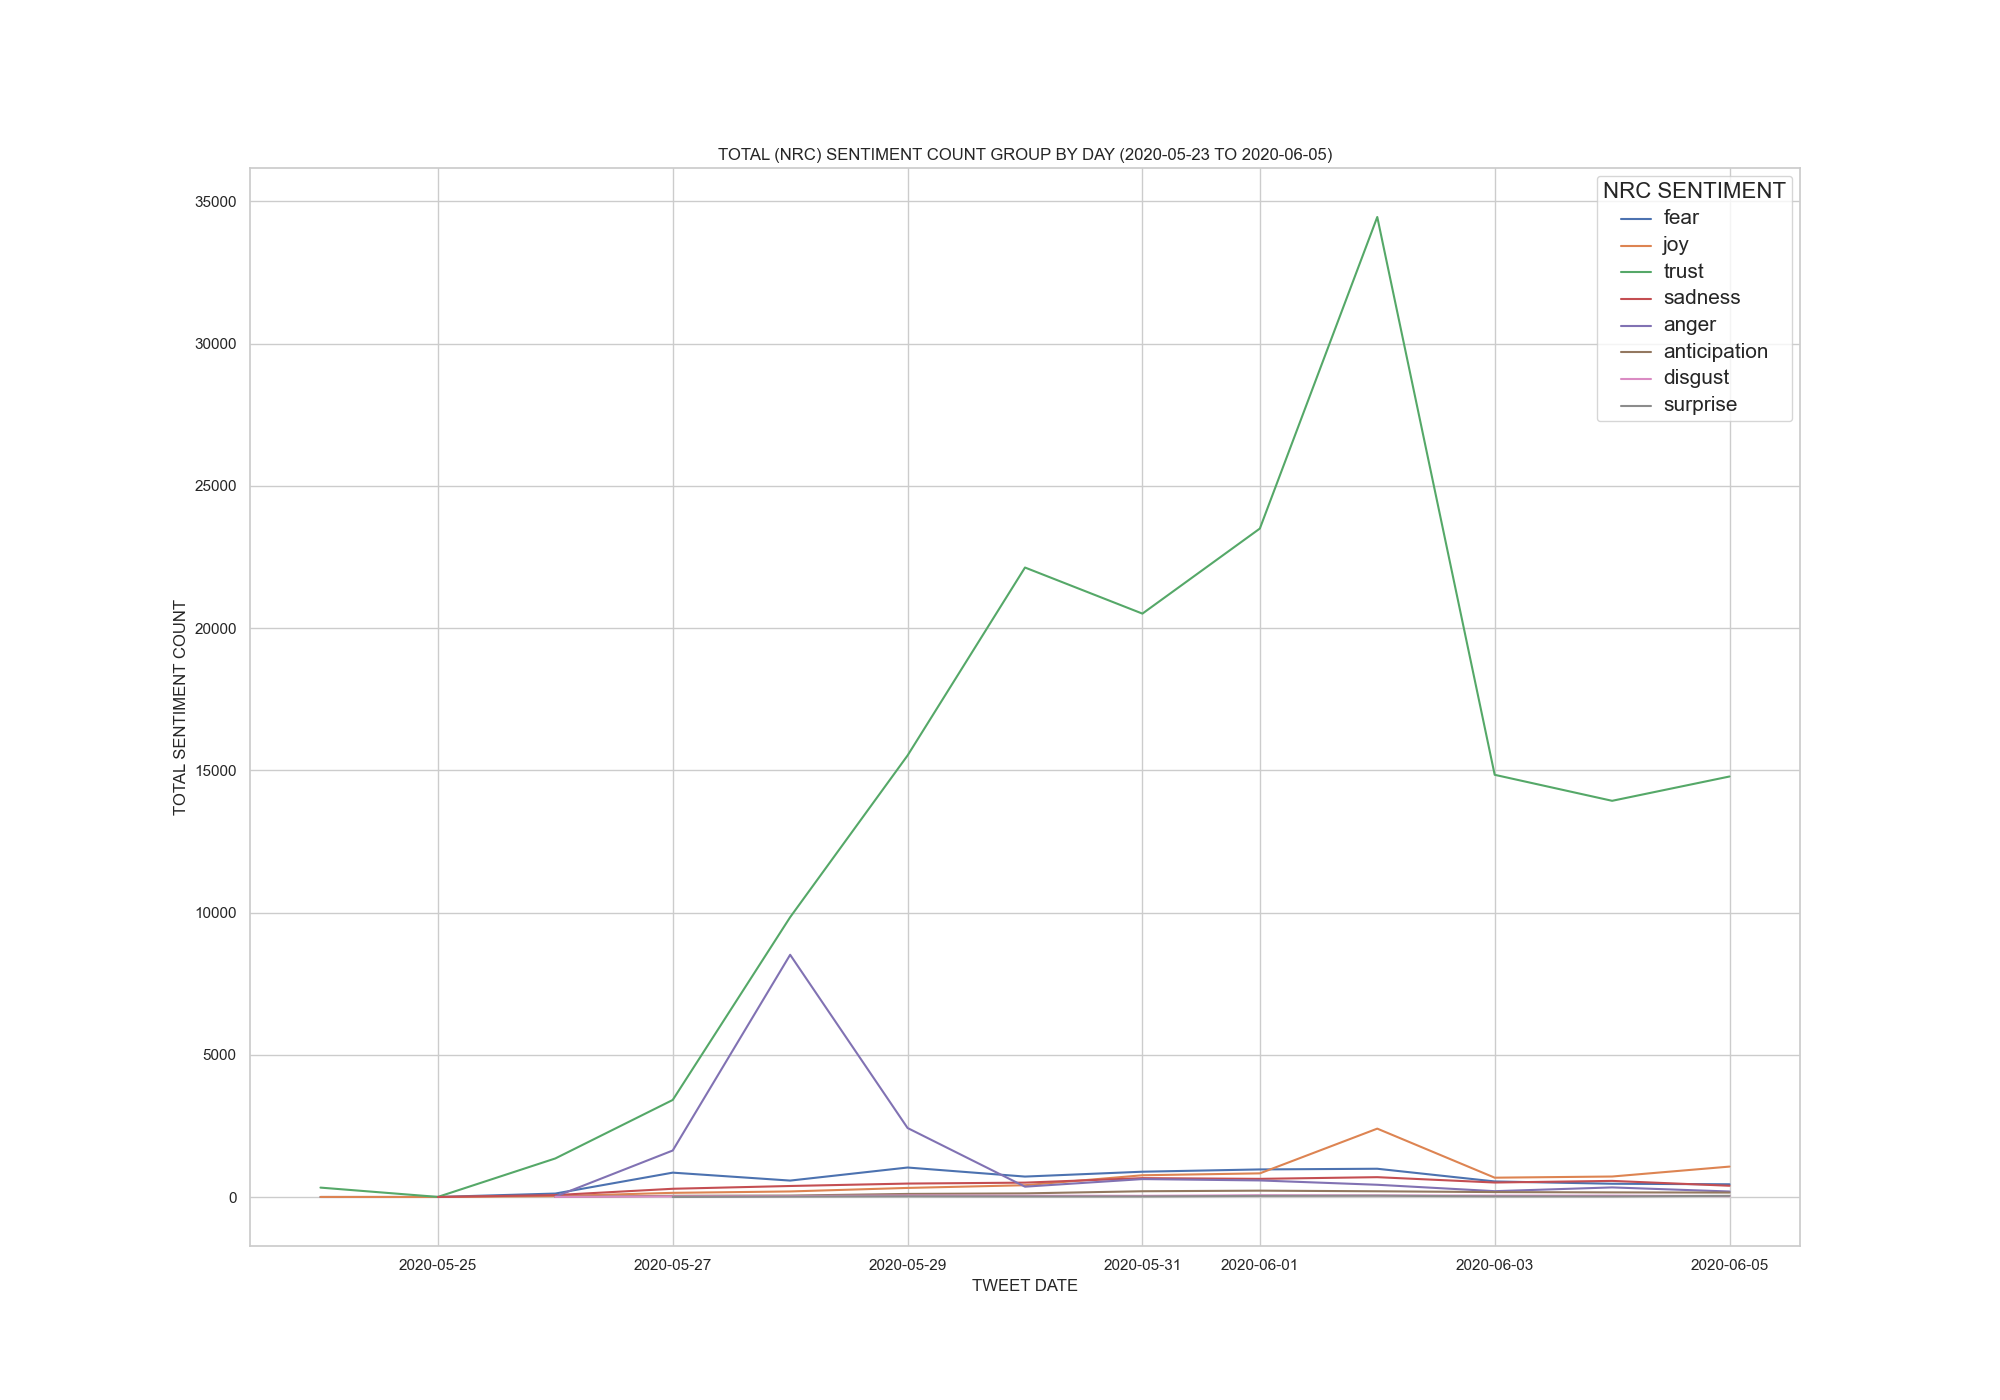 TOTAL (NRC) SENTIMENT COUNT GROUP BY DAY (2020-05-23 TO 2020-06-05)
NRC SENTIMENT
fear
joy
trust
sadness
anger
anticipation
disgust
surprise
35000
30000
25000
20000
15000
10000
5000
0
TOTAL SENTIMENT COUNT
2020-05-25 2020-05-27 2020-05-29 2020-05-31 2020-06-01 2020-06-03 2020-06-05
TWEET DATE